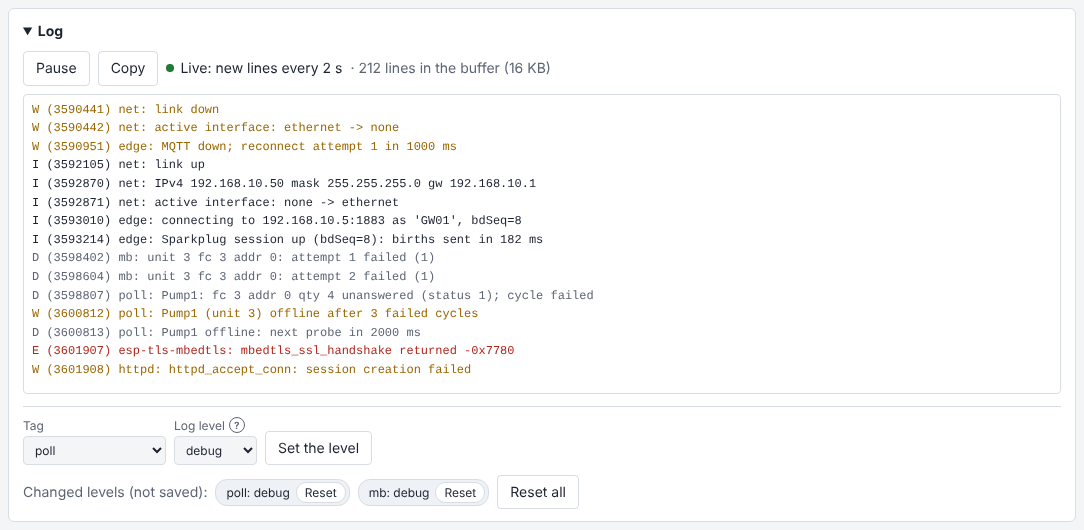 ▼ Log
Pause Copy ● Live: new lines every 2 s · 212 lines in the buffer (16 KB)
W (3590441) net: link down
W (3590442) net: active interface: ethernet -> none
W (3590951) edge: MQTT down; reconnect attempt 1 in 1000 ms
I (3592105) net: link up
I (3592870) net: IPv4 192.168.10.50 mask 255.255.255.0 gw 192.168.10.1
I (3592871) net: active interface: none -> ethernet
I (3593010) edge: connecting to 192.168.10.5:1883 as 'GW01', bdSeq=8
I (3593214) edge: Sparkplug session up (bdSeq=8): births sent in 182 ms
D (3598402) mb: unit 3 fc 3 addr 0: attempt 1 failed (1)
D (3598604) mb: unit 3 fc 3 addr 0: attempt 2 failed (1)
D (3598807) poll: Pump1: fc 3 addr 0 qty 4 unanswered (status 1); cycle failed
W (3600812) poll: Pump1 (unit 3) offline after 3 failed cycles
D (3600813) poll: Pump1 offline: next probe in 2000 ms
E (3601907) esp-tls-mbedtls: mbedtls_ssl_handshake returned -0x7780
W (3601908) httpd: httpd_accept_conn: session creation failed
Tag Log level ?
poll debug Set the level
Changed levels (not saved): poll: debug Reset mb: debug Reset Reset all